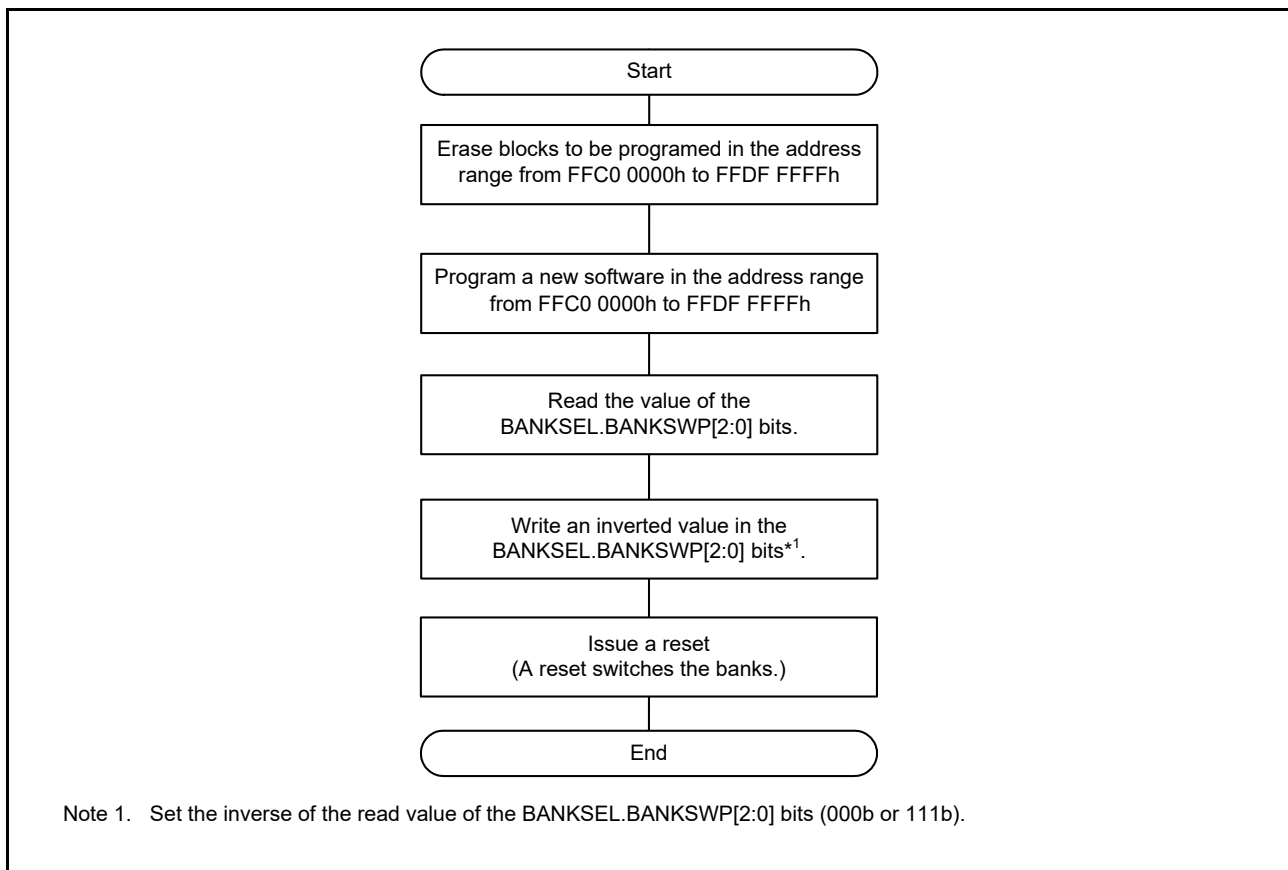 Start
Erase blocks to be programed in the address
range from FFC0 0000h to FFDF FFFFh
Program a new software in the address range
from FFC0 0000h to FFDF FFFFh
Read the value of the
BANKSEL.BANKSWP[2:0] bits.
Write an inverted value in the
BANKSEL.BANKSWP[2:0] bits*1.
Issue a reset
(A reset switches the banks.)
End
Note 1. Set the inverse of the read value of the BANKSEL.BANKSWP[2:0] bits (000b or 111b).